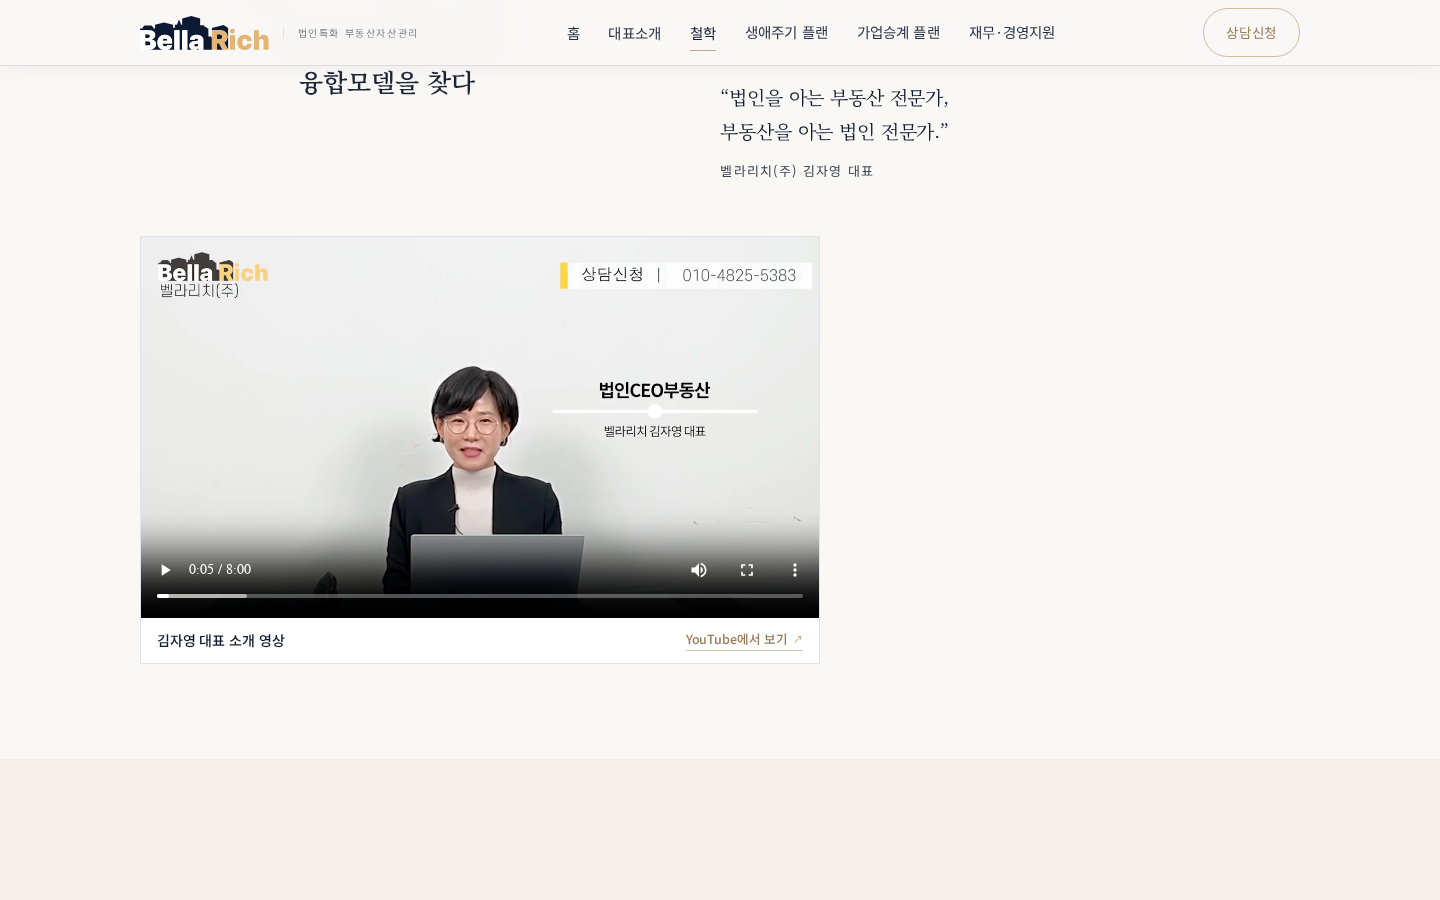 Bella Rich
법인특화 부동산자산관리
홈
대표소개
철학
생애주기 플랜
가업승계 플랜
재무·경영지원
상담신청
융합모델을 찾다
“법인을 아는 부동산 전문가,
부동산을 아는 법인 전문가.”
벨라리치(주) 김자영 대표
Bella Rich
벨라리치(주)
상담신청 | 010-4825-5383
법인CEO부동산
벨라리치 김자영 대표
0:05 / 8:00
김자영 대표 소개 영상
YouTube에서 보기 ↗